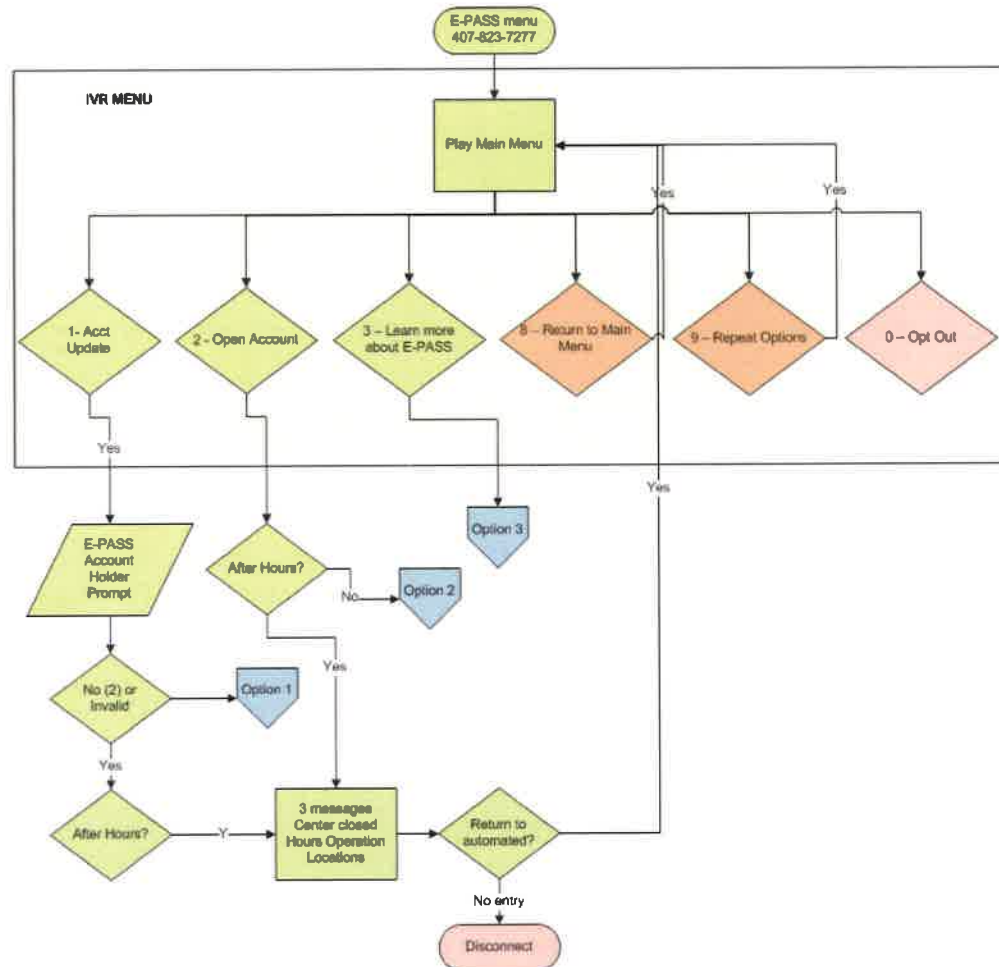 E-PASS menu
407-823-7277
IVR MENU
Play Main Menu
Yes
Yes
1- Acct
Update
2 - Open Account
3 – Learn more
about E-PASS
8 – Return to Main
Menu
9 – Repeat Options
0 – Opt Out
Yes
Yes
E-PASS
Account
Holder
Prompt
After Hours?
No
Option 2
Option 3
Yes
No (2) or
Invalid
Option 1
Yes
After Hours?
Y
3 messages
Center closed
Hours Operation
Locations
Return to
automated?
No entry
Disconnect